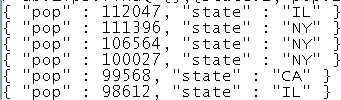 { "pop" : 112047, "state" : "IL" }
{ "pop" : 111396, "state" : "NY" }
{ "pop" : 106564, "state" : "NY" }
{ "pop" : 100027, "state" : "NY" }
{ "pop" : 99568, "state" : "CA" }
{ "pop" : 98612, "state" : "IL" }